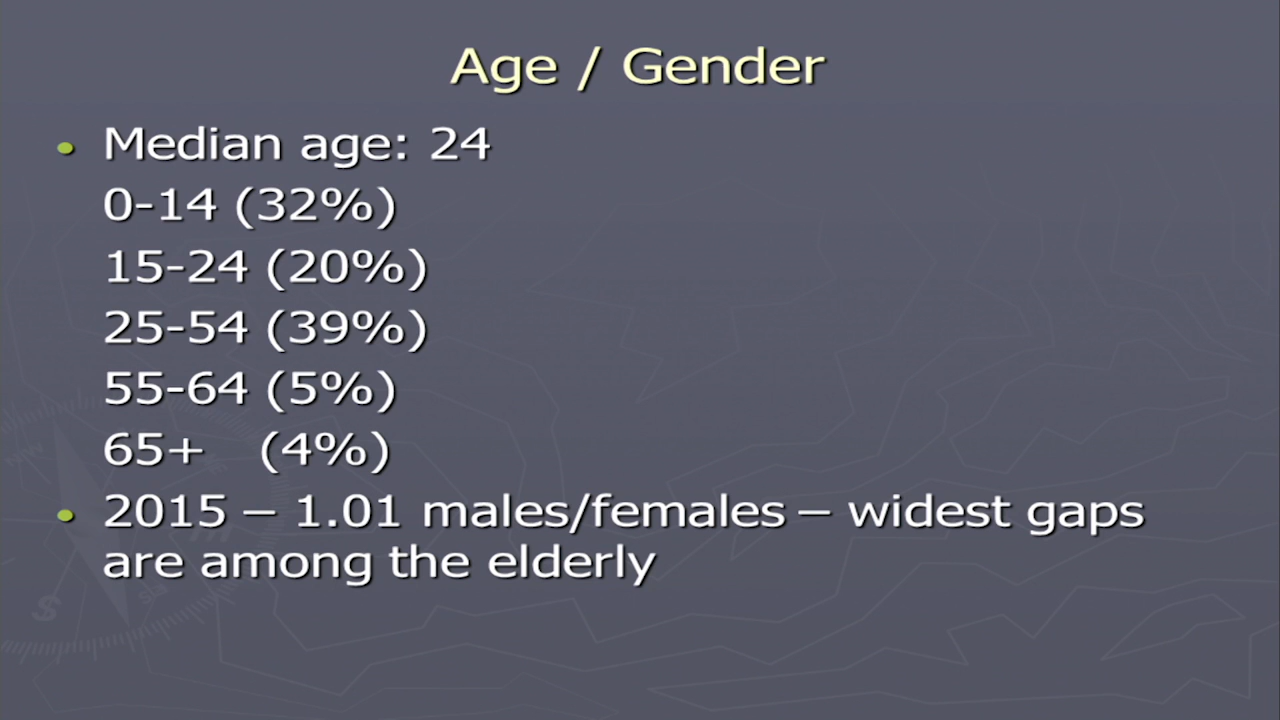 Age / Gender
• Median age: 24
0-14 (32%)
15-24 (20%)
25-54 (39%)
55-64 (5%)
65+ (4%)
• 2015 – 1.01 males/females – widest gaps
are among the elderly